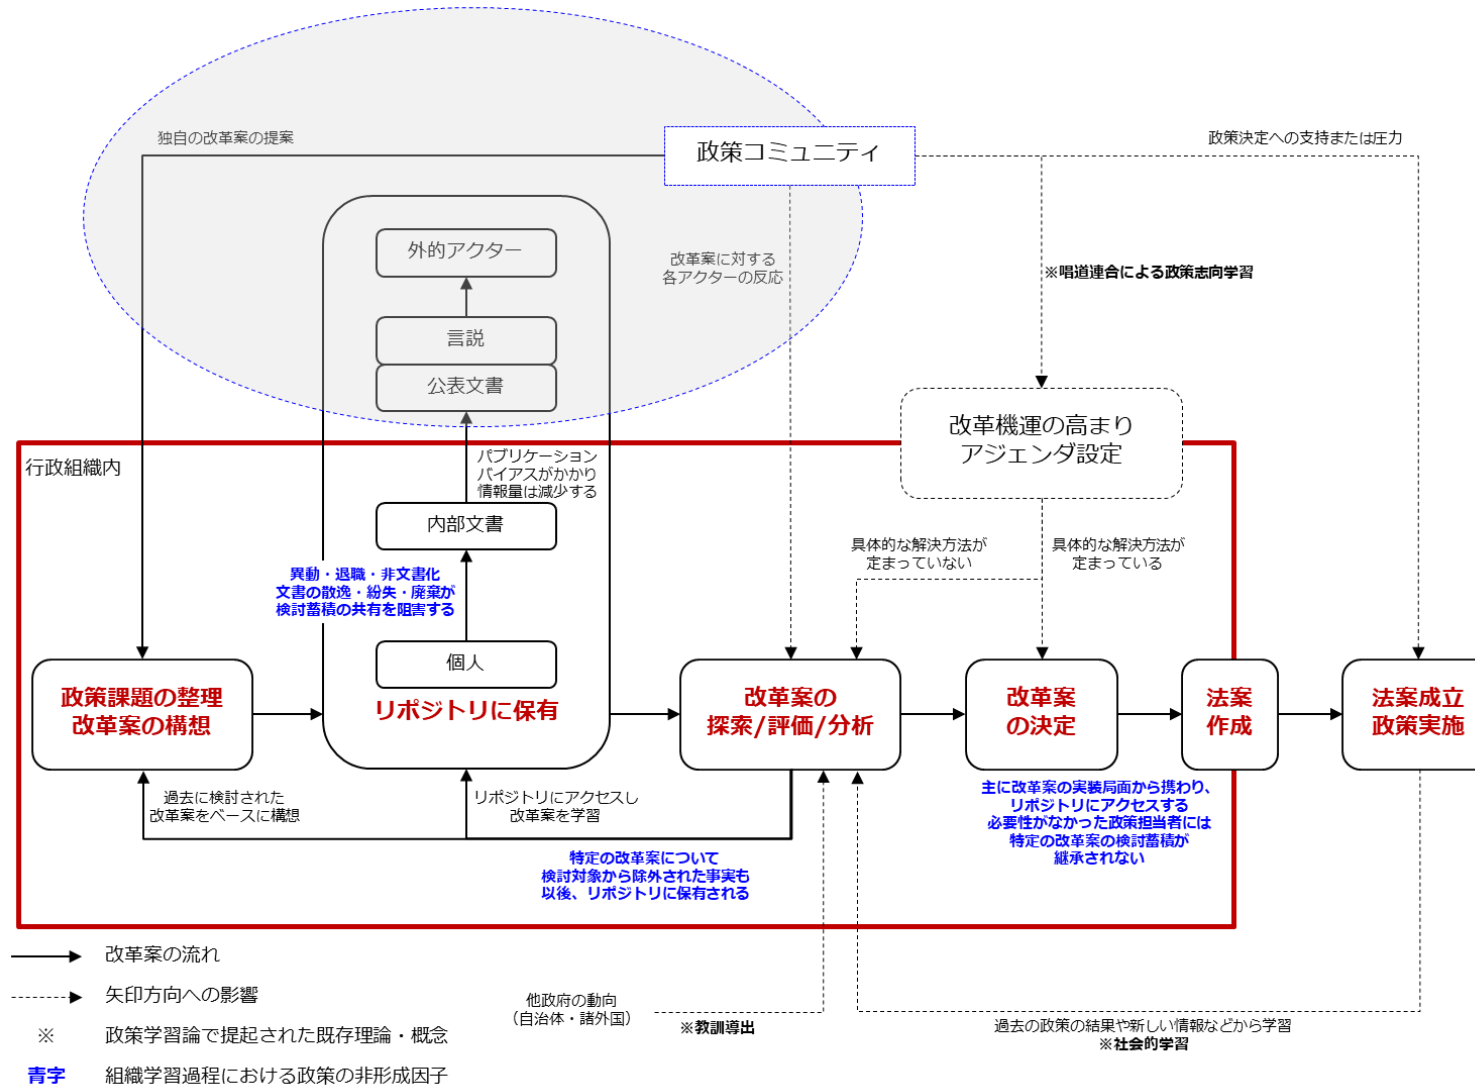 独自の改革案の提案
政策コミュニティ
政策決定への支持または圧力
外的アクター
改革案に対する
各アクターの反応
※唱道連合による政策志向学習
言説
公表文書
改革機運の高まり
アジェンダ設定
行政組織内
パブリケーション
バイアスがかかり
情報量は減少する
内部文書
具体的な解決方法が
定まっていない
具体的な解決方法が
定まっている
異動・退職・非文書化
文書の散逸・紛失・廃棄が
検討蓄積の共有を阻害する
個人
政策課題の整理
改革案の構想
リポジトリに保有
改革案の
探索/評価/分析
改革案
の決定
法案
作成
法案成立
政策実施
過去に検討された
改革案をベースに構想
リポジトリにアクセスし
改革案を学習
主に改革案の実装局面から携わり、
リポジトリにアクセスする
必要性がなかった政策担当者には
特定の改革案の検討蓄積が
継承されない
特定の改革案について
検討対象から除外された事実も
以後、リポジトリに保有される
改革案の流れ
矢印方向への影響
※ 政策学習論で提起された既存理論・概念
青字 組織学習過程における政策の非形成因子
他政府の動向
（自治体・諸外国）
※教訓導出
過去の政策の結果や新しい情報などから学習
※社会的学習